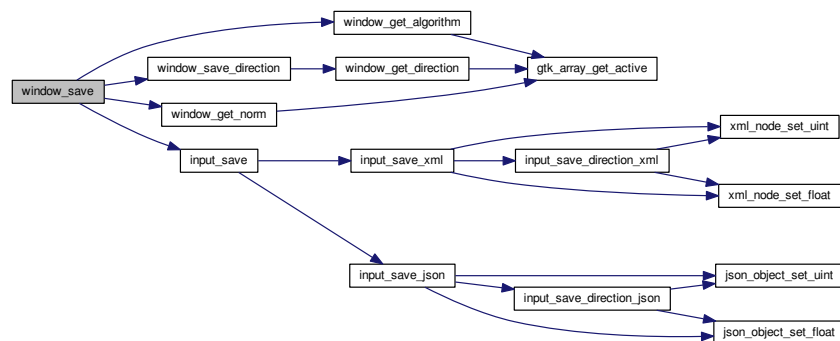 window_save
window_get_algorithm
window_save_direction
window_get_direction
gtk_array_get_active
window_get_norm
input_save
input_save_xml
input_save_direction_xml
xml_node_set_uint
xml_node_set_float
input_save_json
input_save_direction_json
json_object_set_uint
json_object_set_float